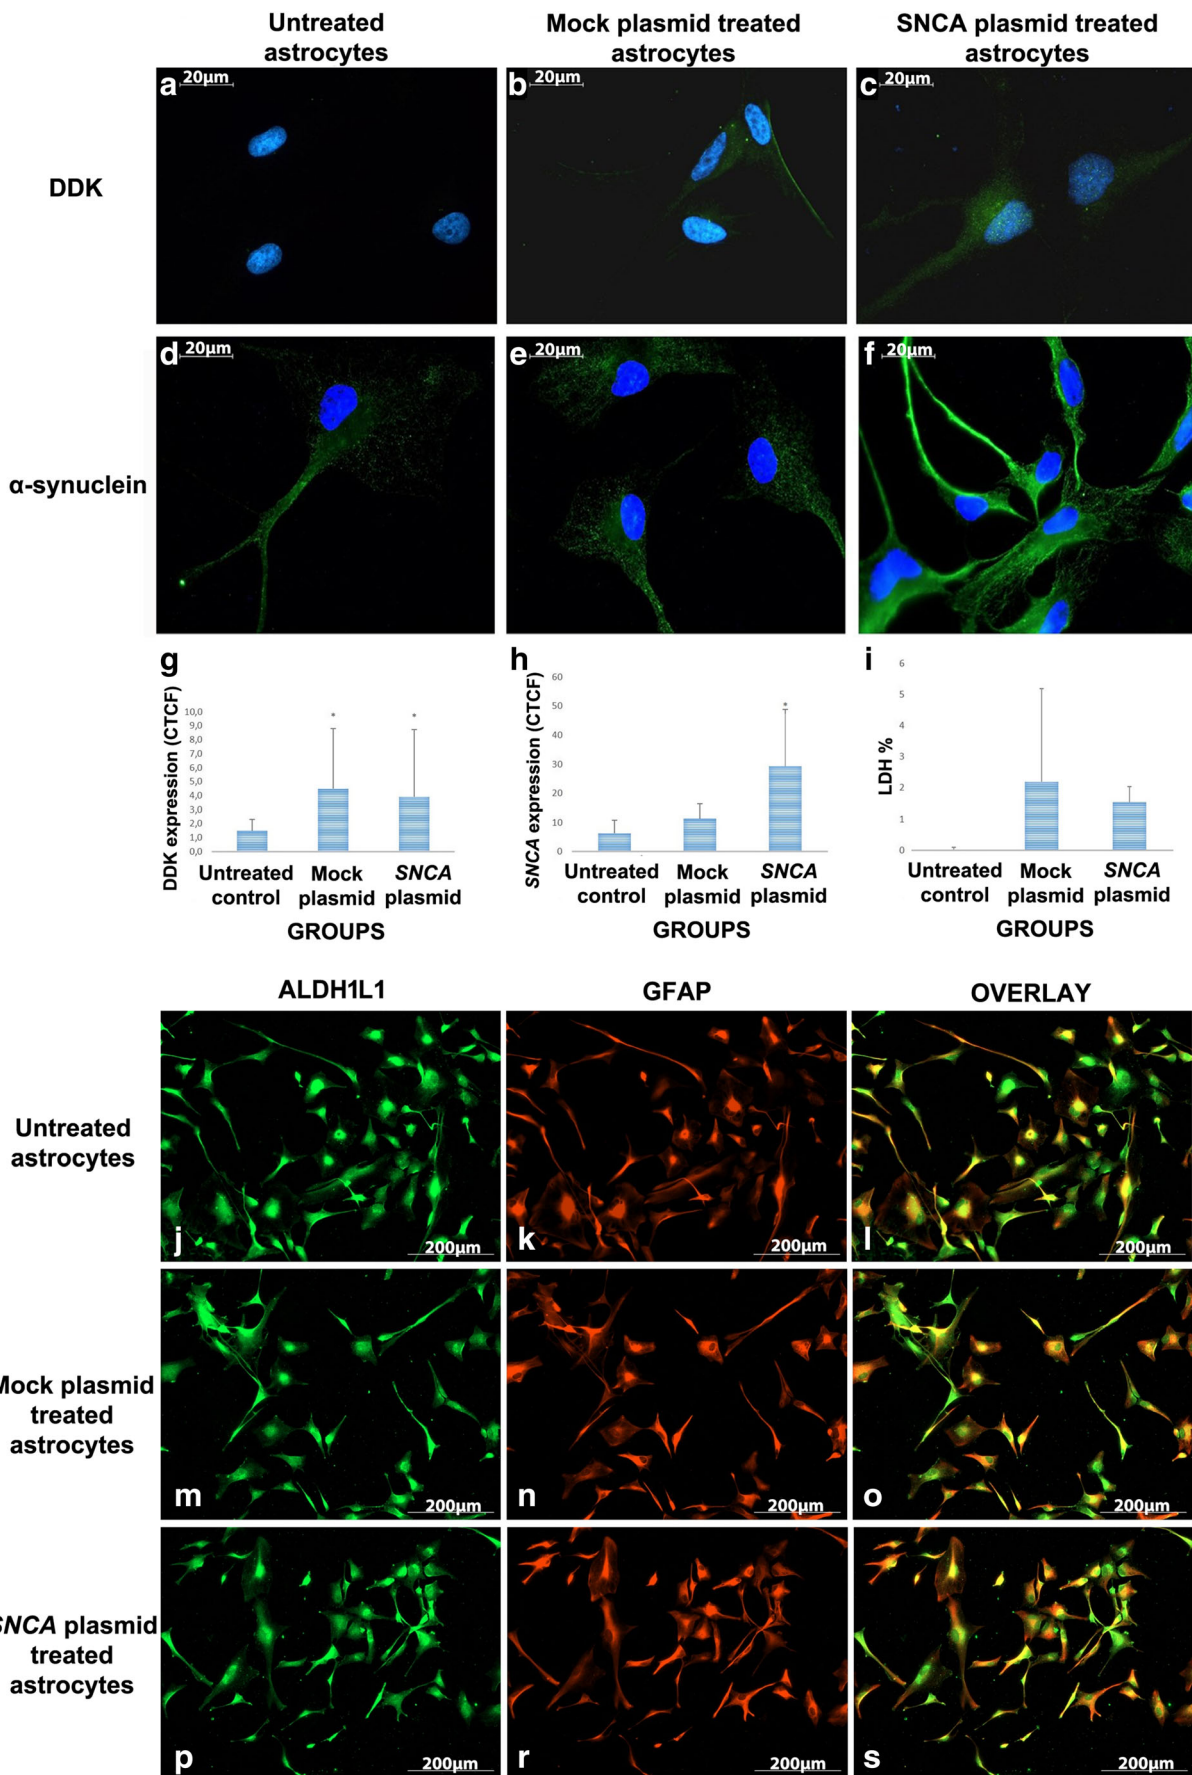 Untreated
astrocytes
Mock plasmid treated
astrocytes
SNCA plasmid treated
astrocytes
DDK
a
20µm
b
20µm
c
20µm
α-synuclein
d
20µm
e
20µm
f
20µm
g
DDK expression (CTCF)
10,0
9,0
8,0
7,0
6,0
5,0
4,0
3,0
2,0
1,0
0,0
*
*
Untreated
control
Mock
plasmid
SNCA
plasmid
GROUPS
h
SNCA expression (CTCF)
60
50
40
30
20
10
0
*
Untreated
control
Mock
plasmid
SNCA
plasmid
GROUPS
i
LDH %
6
5
4
3
2
1
0
Untreated
control
Mock
plasmid
SNCA
plasmid
GROUPS
ALDH1L1
GFAP
OVERLAY
Untreated
astrocytes
j
200µm
k
200µm
l
200µm
Mock plasmid
treated
astrocytes
m
200µm
n
200µm
o
200µm
SNCA plasmid
treated
astrocytes
p
200µm
r
200µm
s
200µm